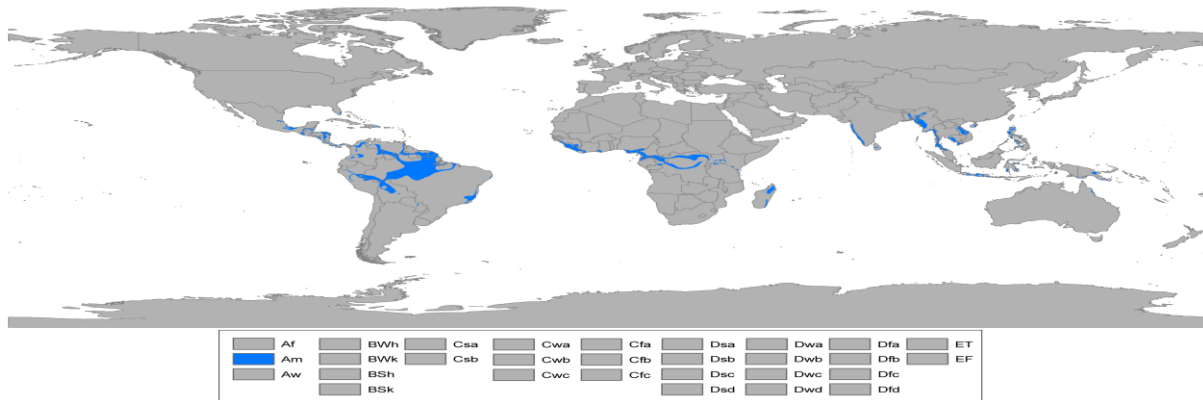 Af BWh Csa Cwa Cfa Dsa Dwa Dfa ET
Am BWk Csb Cwb Cfb Dsb Dwb Dfb EF
Aw BSh Cwc Cfc Dsc Dwc Dfc
BSk Dsd Dwd Dfd